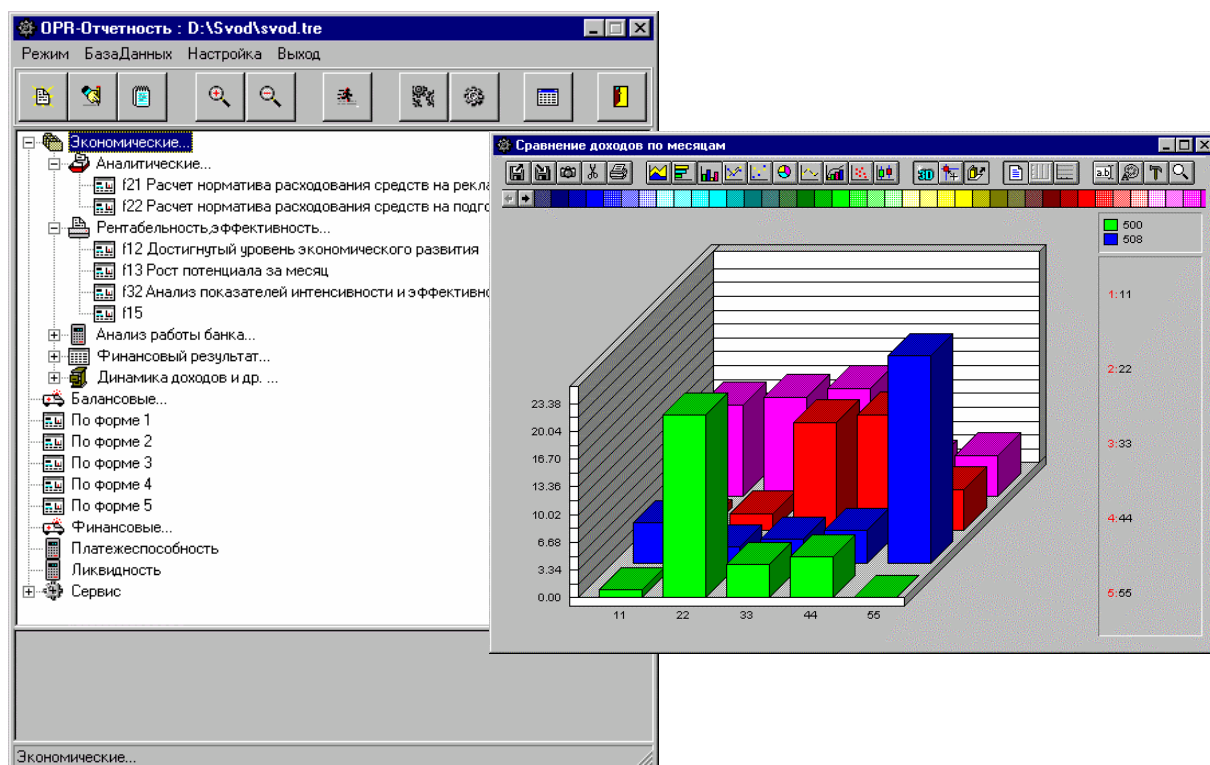 OPR-Отчетность : D:\Svod\svod.tre
Режим БазаДанных Настройка Выход
Экономические...
Аналитические...
f21 Расчет норматива расходования средств на рекла
f22 Расчет норматива расходования средств на подго
Рентабельность,эффективность...
f12 Достигнутый уровень экономического развития
f13 Рост потенциала за месяц
f32 Анализ показателей интенсивности и эффективно
f15
Анализ работы банка...
Финансовый результат...
Динамика доходов и др. ...
Балансовые...
По форме 1
По форме 2
По форме 3
По форме 4
По форме 5
Финансовые...
Платежеспособность
Ликвидность
Сервис
Экономические...
Сравнение доходов по месяцам
3D
a.b
500
508
1:11
2:22
3:33
4:44
5:55
23.38
20.04
16.70
13.36
10.02
6.68
3.34
0.00
11 22 33 44 55